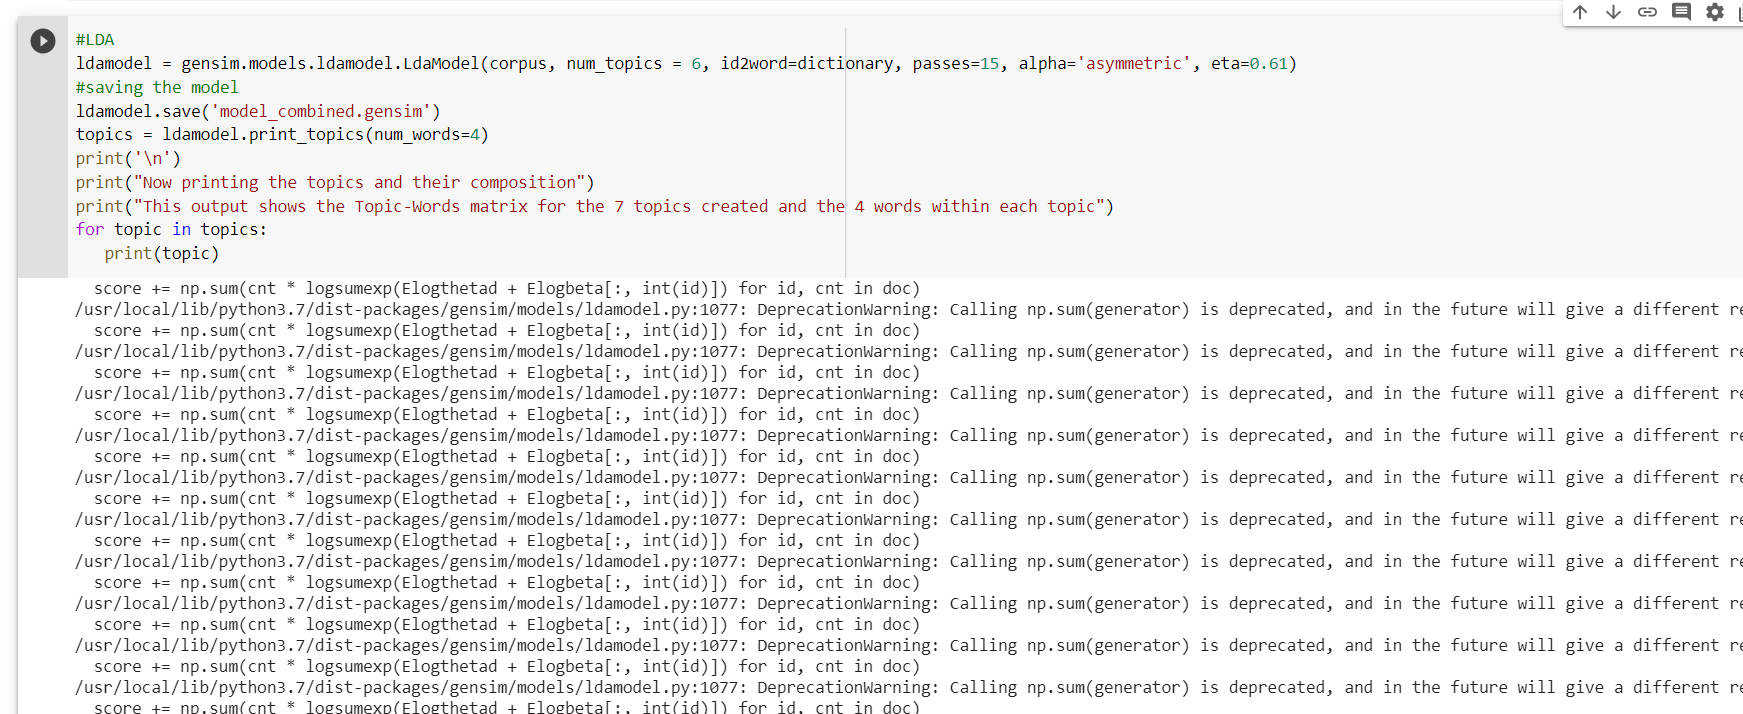 #LDA
ldamodel = gensim.models.ldamodel.LdaModel(corpus, num_topics = 6, id2word=dictionary, passes=15, alpha='asymmetric', eta=0.61)
#saving the model
ldamodel.save('model_combined.gensim')
topics = ldamodel.print_topics(num_words=4)
print('\n')
print("Now printing the topics and their composition")
print("This output shows the Topic-Words matrix for the 7 topics created and the 4 words within each topic")
for topic in topics:
   print(topic)
  score += np.sum(cnt * logsumexp(Elogthetad + Elogbeta[:, int(id)]) for id, cnt in doc)
/usr/local/lib/python3.7/dist-packages/gensim/models/ldamodel.py:1077: DeprecationWarning: Calling np.sum(generator) is deprecated, and in the future will give a different re
  score += np.sum(cnt * logsumexp(Elogthetad + Elogbeta[:, int(id)]) for id, cnt in doc)
/usr/local/lib/python3.7/dist-packages/gensim/models/ldamodel.py:1077: DeprecationWarning: Calling np.sum(generator) is deprecated, and in the future will give a different re
  score += np.sum(cnt * logsumexp(Elogthetad + Elogbeta[:, int(id)]) for id, cnt in doc)
/usr/local/lib/python3.7/dist-packages/gensim/models/ldamodel.py:1077: DeprecationWarning: Calling np.sum(generator) is deprecated, and in the future will give a different re
  score += np.sum(cnt * logsumexp(Elogthetad + Elogbeta[:, int(id)]) for id, cnt in doc)
/usr/local/lib/python3.7/dist-packages/gensim/models/ldamodel.py:1077: DeprecationWarning: Calling np.sum(generator) is deprecated, and in the future will give a different re
  score += np.sum(cnt * logsumexp(Elogthetad + Elogbeta[:, int(id)]) for id, cnt in doc)
/usr/local/lib/python3.7/dist-packages/gensim/models/ldamodel.py:1077: DeprecationWarning: Calling np.sum(generator) is deprecated, and in the future will give a different re
  score += np.sum(cnt * logsumexp(Elogthetad + Elogbeta[:, int(id)]) for id, cnt in doc)
/usr/local/lib/python3.7/dist-packages/gensim/models/ldamodel.py:1077: DeprecationWarning: Calling np.sum(generator) is deprecated, and in the future will give a different re
  score += np.sum(cnt * logsumexp(Elogthetad + Elogbeta[:, int(id)]) for id, cnt in doc)
/usr/local/lib/python3.7/dist-packages/gensim/models/ldamodel.py:1077: DeprecationWarning: Calling np.sum(generator) is deprecated, and in the future will give a different re
  score += np.sum(cnt * logsumexp(Elogthetad + Elogbeta[:, int(id)]) for id, cnt in doc)
/usr/local/lib/python3.7/dist-packages/gensim/models/ldamodel.py:1077: DeprecationWarning: Calling np.sum(generator) is deprecated, and in the future will give a different re
  score += np.sum(cnt * logsumexp(Elogthetad + Elogbeta[:, int(id)]) for id, cnt in doc)
/usr/local/lib/python3.7/dist-packages/gensim/models/ldamodel.py:1077: DeprecationWarning: Calling np.sum(generator) is deprecated, and in the future will give a different re
  score += np.sum(cnt * logsumexp(Elogthetad + Elogbeta[:, int(id)]) for id, cnt in doc)
/usr/local/lib/python3.7/dist-packages/gensim/models/ldamodel.py:1077: DeprecationWarning: Calling np.sum(generator) is deprecated, and in the future will give a different re
  score += np.sum(cnt * logsumexp(Elogthetad + Elogbeta[:, int(id)]) for id, cnt in doc)